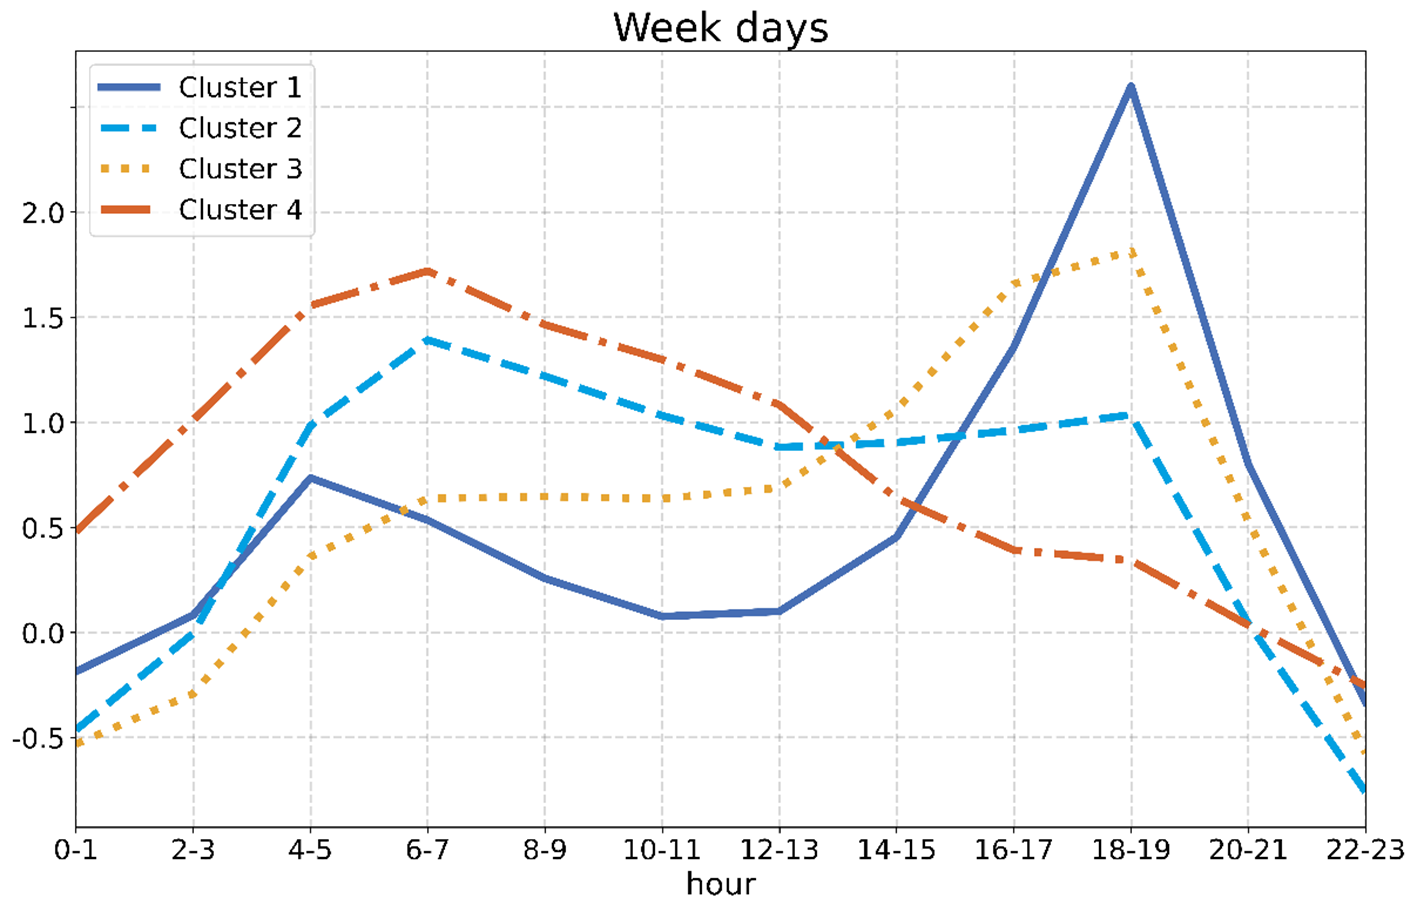 Week days
Cluster 1
Cluster 2
Cluster 3
Cluster 4
2.0
1.5
1.0
0.5
0.0
-0.5
0-1 2-3 4-5 6-7 8-9 10-11 12-13 14-15 16-17 18-19 20-21 22-23
hour